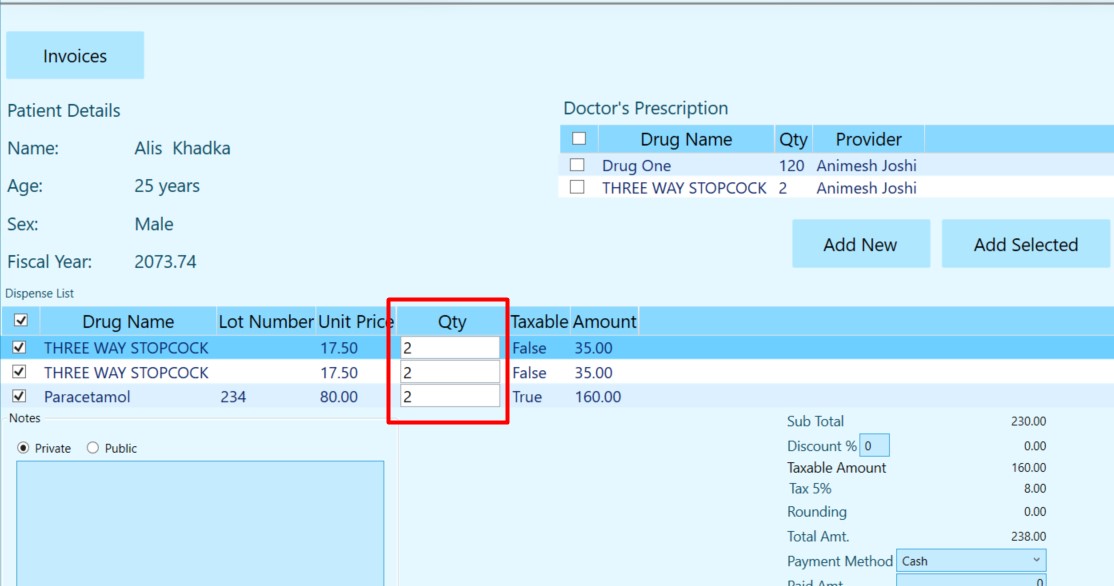 Invoices
Patient Details
Name: Alis Khadka
Age: 25 years
Sex: Male
Fiscal Year: 2073.74
Doctor's Prescription
Drug Name Qty Provider
Drug One 120 Animesh Joshi
THREE WAY STOPCOCK 2 Animesh Joshi
Add New Add Selected
Dispense List
Drug Name Lot Number Unit Price Qty Taxable Amount
THREE WAY STOPCOCK 17.50 2 False 35.00
THREE WAY STOPCOCK 17.50 2 False 35.00
Paracetamol 234 80.00 2 True 160.00
Notes
Private Public
Sub Total 230.00
Discount % 0 0.00
Taxable Amount 160.00
Tax 5% 8.00
Rounding 0.00
Total Amt. 238.00
Payment Method Cash
Paid Amt. 0